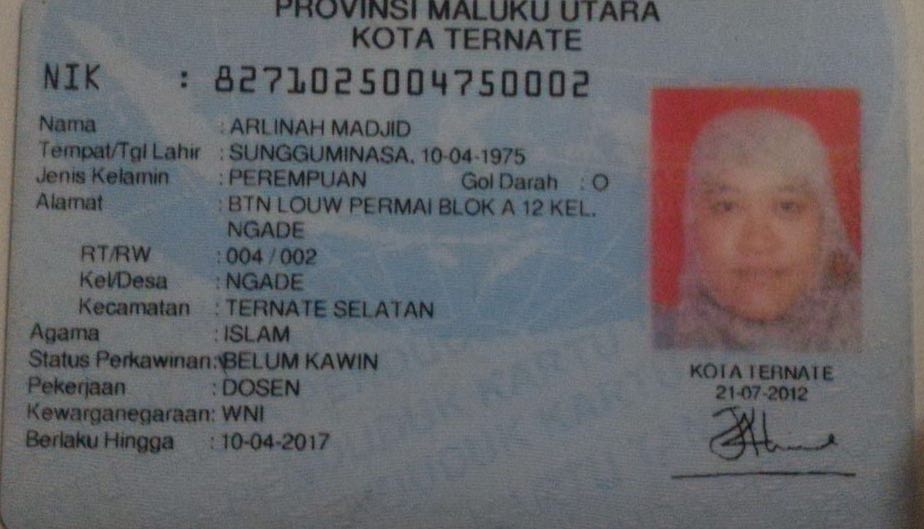 PROVINSI MALUKU UTARA
KOTA TERNATE
NIK : 8271025004750002
Nama : ARLINAH MADJID
Tempat/Tgl Lahir : SUNGGUMINASA, 10-04-1975
Jenis Kelamin : PEREMPUAN Gol Darah : O
Alamat : BTN LOUW PERMAI BLOK A 12 KEL.
NGADE
RT/RW : 004 / 002
Kel/Desa : NGADE
Kecamatan : TERNATE SELATAN
Agama : ISLAM
Status Perkawinan: BELUM KAWIN
Pekerjaan : DOSEN
Kewarganegaraan: WNI
Berlaku Hingga : 10-04-2017
KOTA TERNATE
21-07-2012